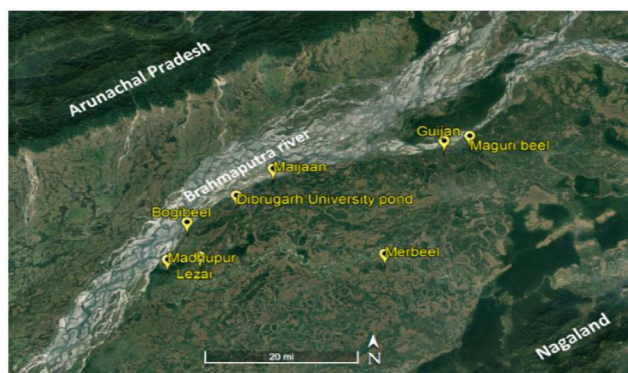 Arunachal Pradesh
Brahmaputra river
Guijan
Maguri beel
Maijaan
Dibrugarh University pond
Bogibeel
Madhupur
Lezai
Merbeel
Nagaland
20 mi
N